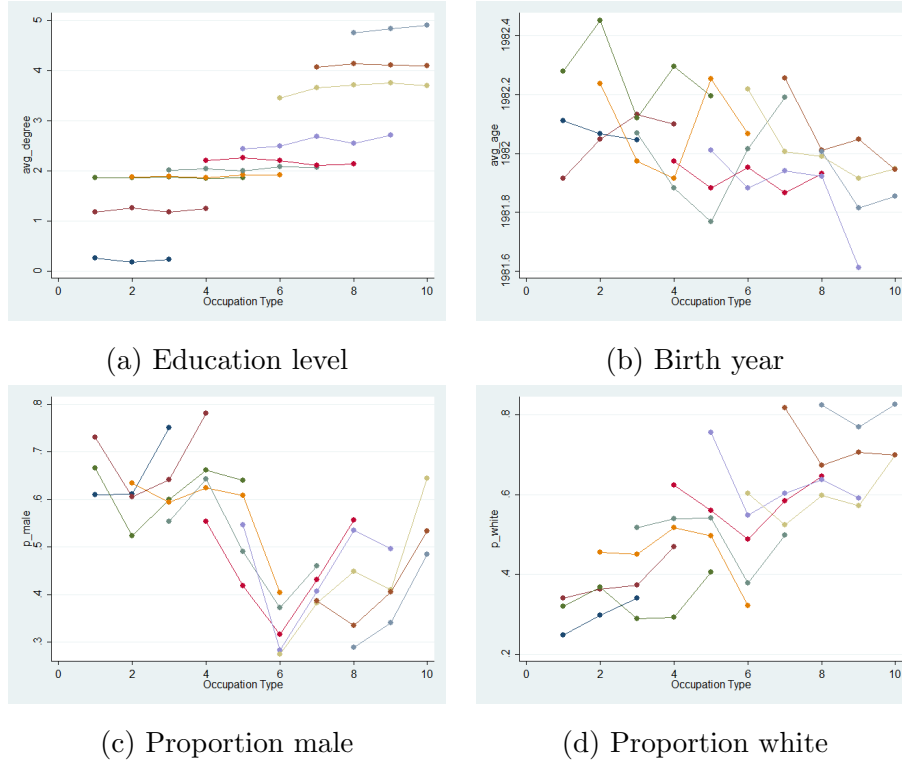 avg_degree
5
4
3
2
1
0
0 2 4 6 8 10
Occupation Type
(a) Education level
avg_age
1982.4
1982.2
1982
1981.8
1981.6
0 2 4 6 8 10
Occupation Type
(b) Birth year
p_male
.8
.7
.6
.5
.4
.3
0 2 4 6 8 10
Occupation Type
(c) Proportion male
p_white
.8
.6
.4
.2
0 2 4 6 8 10
Occupation Type
(d) Proportion white